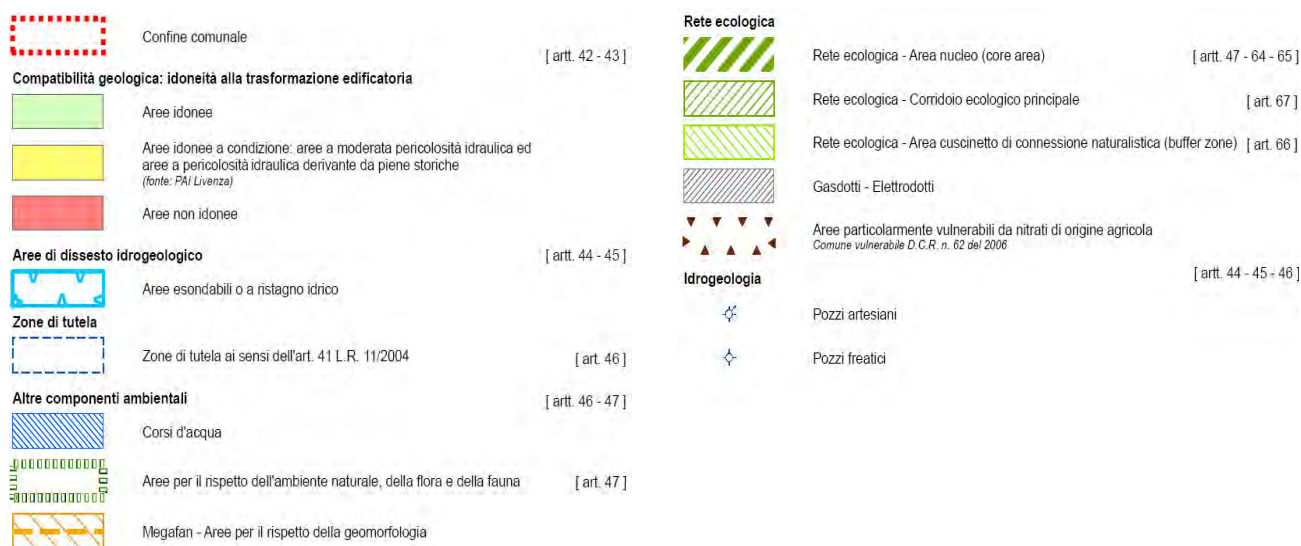 Confine comunale
[ artt. 42 - 43 ]
Compatibilità geologica: idoneità alla trasformazione edificatoria
Aree idonee
Aree idonee a condizione: aree a moderata pericolosità idraulica ed
aree a pericolosità idraulica derivante da piene storiche
(fonte: PAI Livenza)
Aree non idonee
Aree di dissesto idrogeologico [ artt. 44 - 45 ]
Aree esondabili o a ristagno idrico
Zone di tutela
Zone di tutela ai sensi dell'art. 41 L.R. 11/2004 [ art. 46 ]
Altre componenti ambientali [ artt. 46 - 47 ]
Corsi d'acqua
Aree per il rispetto dell'ambiente naturale, della flora e della fauna [ art. 47 ]
Megafan - Aree per il rispetto della geomorfologia
Rete ecologica
Rete ecologica - Area nucleo (core area) [ artt. 47 - 64 - 65 ]
Rete ecologica - Corridoio ecologico principale [ art. 67 ]
Rete ecologica - Area cuscinetto di connessione naturalistica (buffer zone) [ art. 66 ]
Gasdotti - Elettrodotti
Aree particolarmente vulnerabili da nitrati di origine agricola
Comune vulnerabile D.C.R. n. 62 del 2006
Idrogeologia [ artt. 44 - 45 - 46 ]
Pozzi artesiani
Pozzi freatici